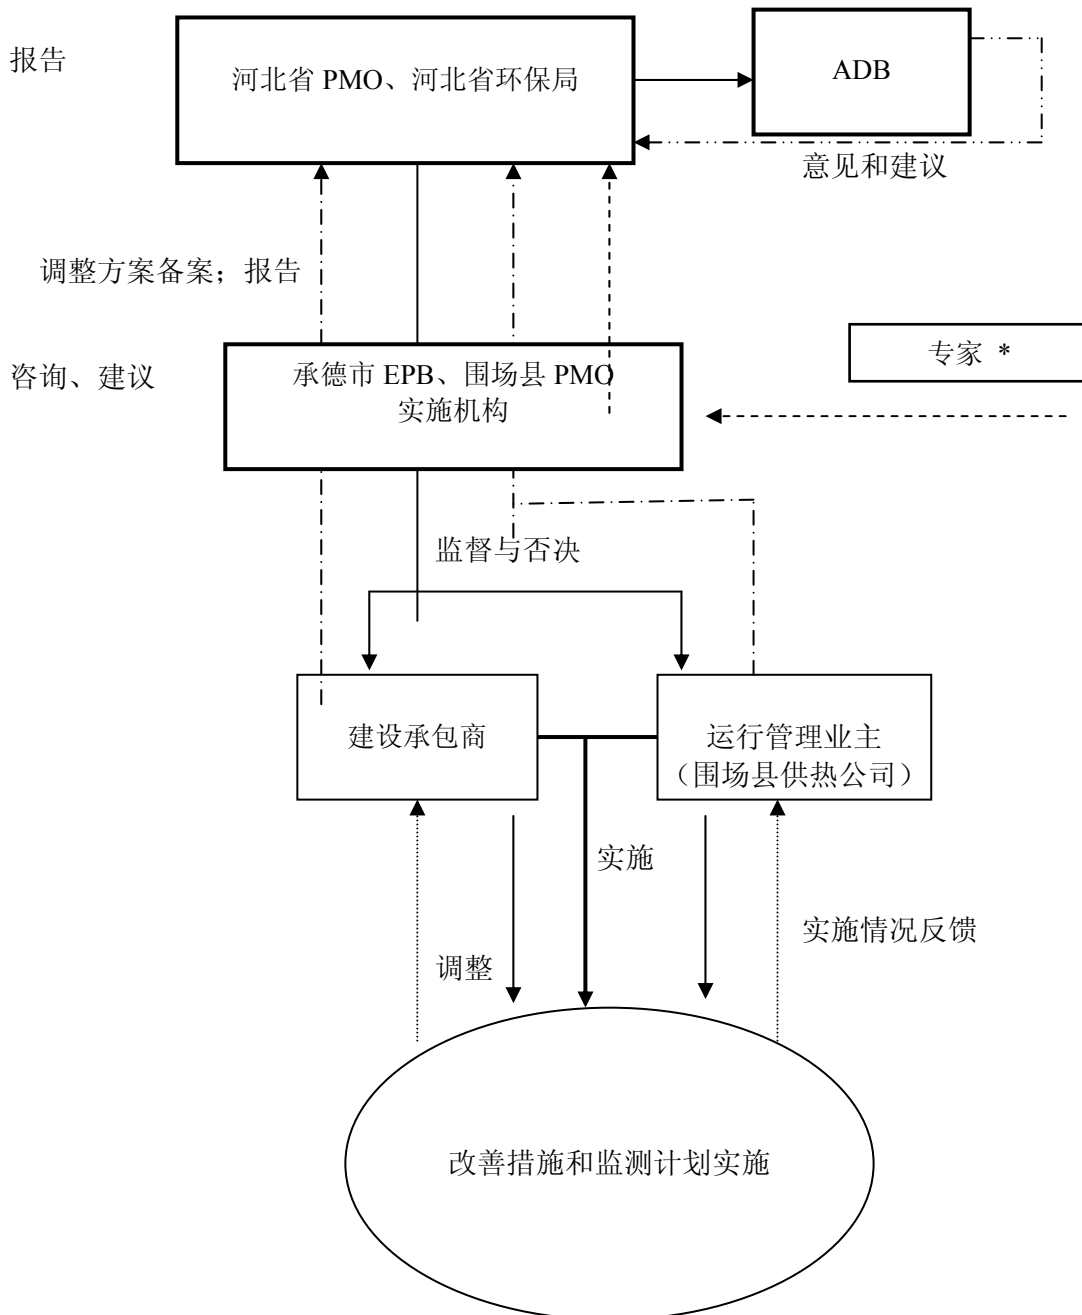 报告
河北省 PMO、河北省环保局
ADB
意见和建议
调整方案备案；报告
专家 *
咨询、建议
承德市 EPB、围场县 PMO
实施机构
监督与否决
建设承包商
运行管理业主
（围场县供热公司）
实施
实施情况反馈
调整
改善措施和监测计划实施